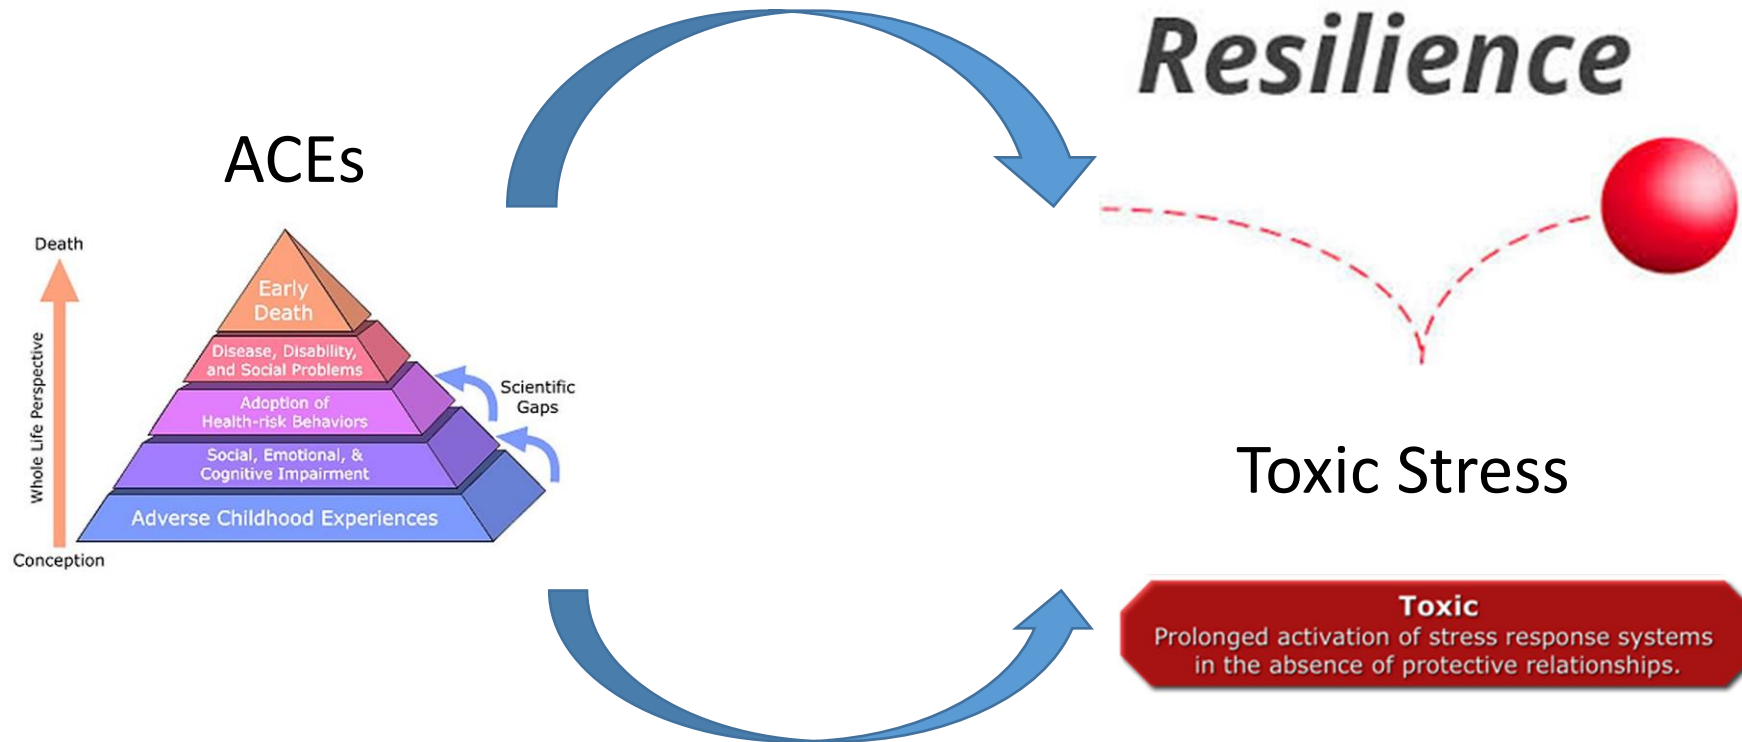 ACEs
Death
Whole Life Perspective
Conception
Early
Death
Disease, Disability,
and Social Problems
Adoption of
Health-risk Behaviors
Social, Emotional, &
Cognitive Impairment
Adverse Childhood Experiences
Scientific
Gaps
Resilience
Toxic Stress
Toxic
Prolonged activation of stress response systems
in the absence of protective relationships.